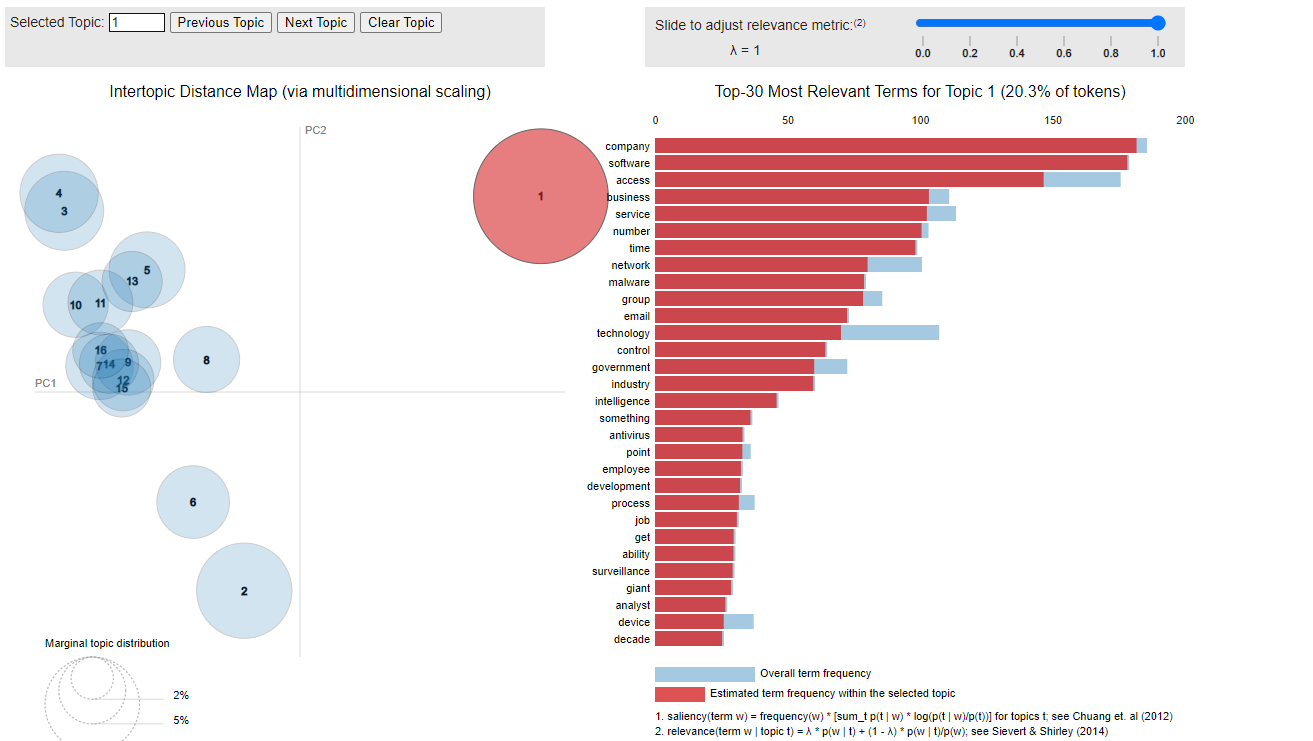 Selected Topic: 1 Previous Topic Next Topic Clear Topic
Slide to adjust relevance metric:(2)
λ = 1
0.0 0.2 0.4 0.6 0.8 1.0
Intertopic Distance Map (via multidimensional scaling)
PC2
PC1
4
3
5
13
10
11
16
7
14
9
12
15
8
6
2
1
Marginal topic distribution
2%
5%
Top-30 Most Relevant Terms for Topic 1 (20.3% of tokens)
0 50 100 150 200
company
software
access
business
service
number
time
network
malware
group
email
technology
control
government
industry
intelligence
something
antivirus
point
employee
development
process
job
get
ability
surveillance
giant
analyst
device
decade
Overall term frequency
Estimated term frequency within the selected topic
1. saliency(term w) = frequency(w) * [sum_t p(t | w) * log(p(t | w)/p(t))] for topics t; see Chuang et. al (2012)
2. relevance(term w | topic t) = λ * p(w | t) + (1 - λ) * p(w | t)/p(w); see Sievert & Shirley (2014)